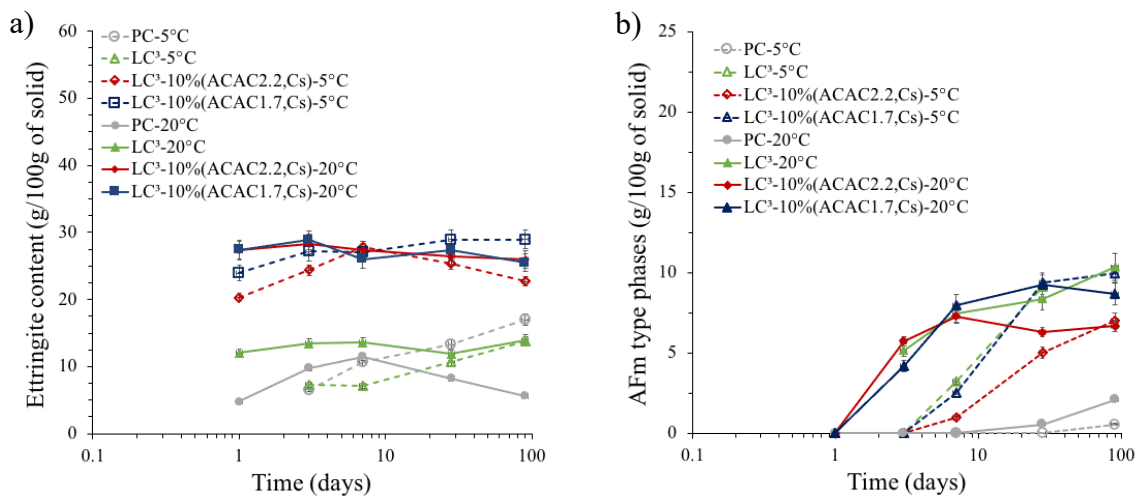 a)
Ettringite content (g/100g of solid)
60
50
40
30
20
10
0
PC-5°C
LC³-5°C
LC³-10%(ACAC2.2,Cs)-5°C
LC³-10%(ACAC1.7,Cs)-5°C
PC-20°C
LC³-20°C
LC³-10%(ACAC2.2,Cs)-20°C
LC³-10%(ACAC1.7,Cs)-20°C
0.1 1 10 100
Time (days)
b)
AFm type phases (g/100g of solid)
25
20
15
10
5
0
PC-5°C
LC³-5°C
LC³-10%(ACAC2.2,Cs)-5°C
LC³-10%(ACAC1.7,Cs)-5°C
PC-20°C
LC³-20°C
LC³-10%(ACAC2.2,Cs)-20°C
LC³-10%(ACAC1.7,Cs)-20°C
0.1 1 10 100
Time (days)